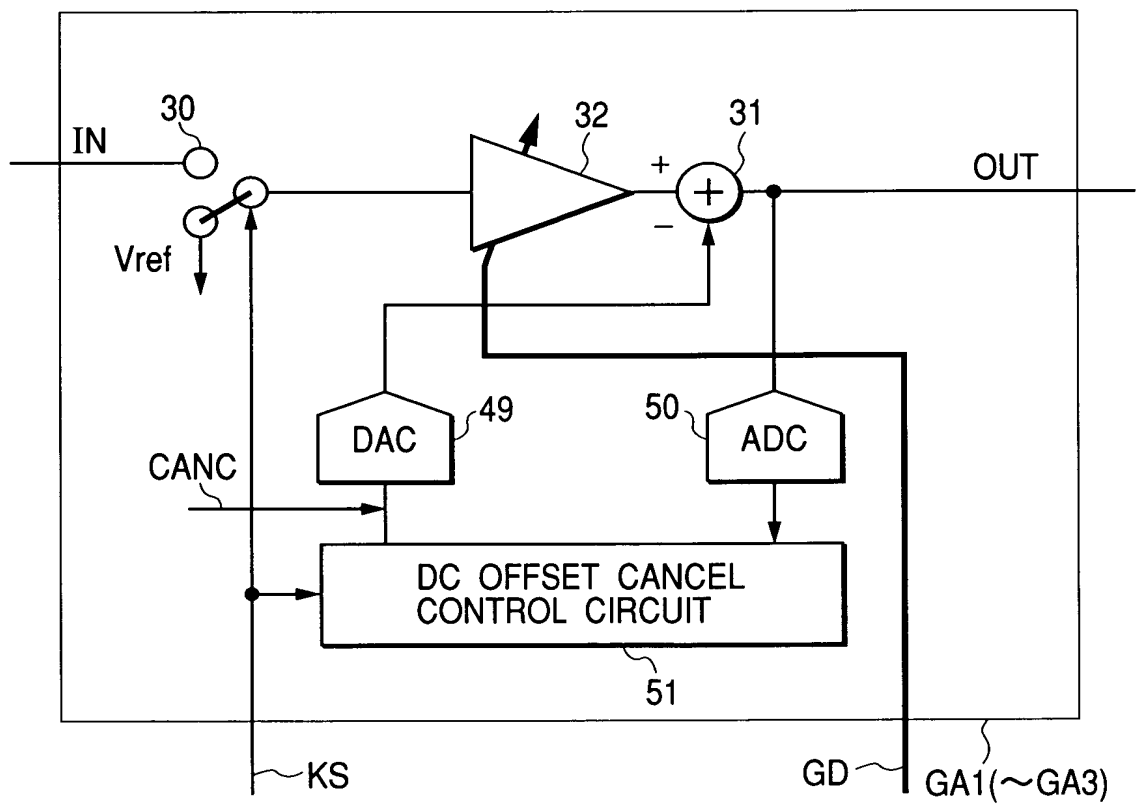 30
IN
Vref
32
31
+
−
+
OUT
DAC
49
50
ADC
CANC
DC OFFSET CANCEL
CONTROL CIRCUIT
51
KS
GD
GA1(～GA3)